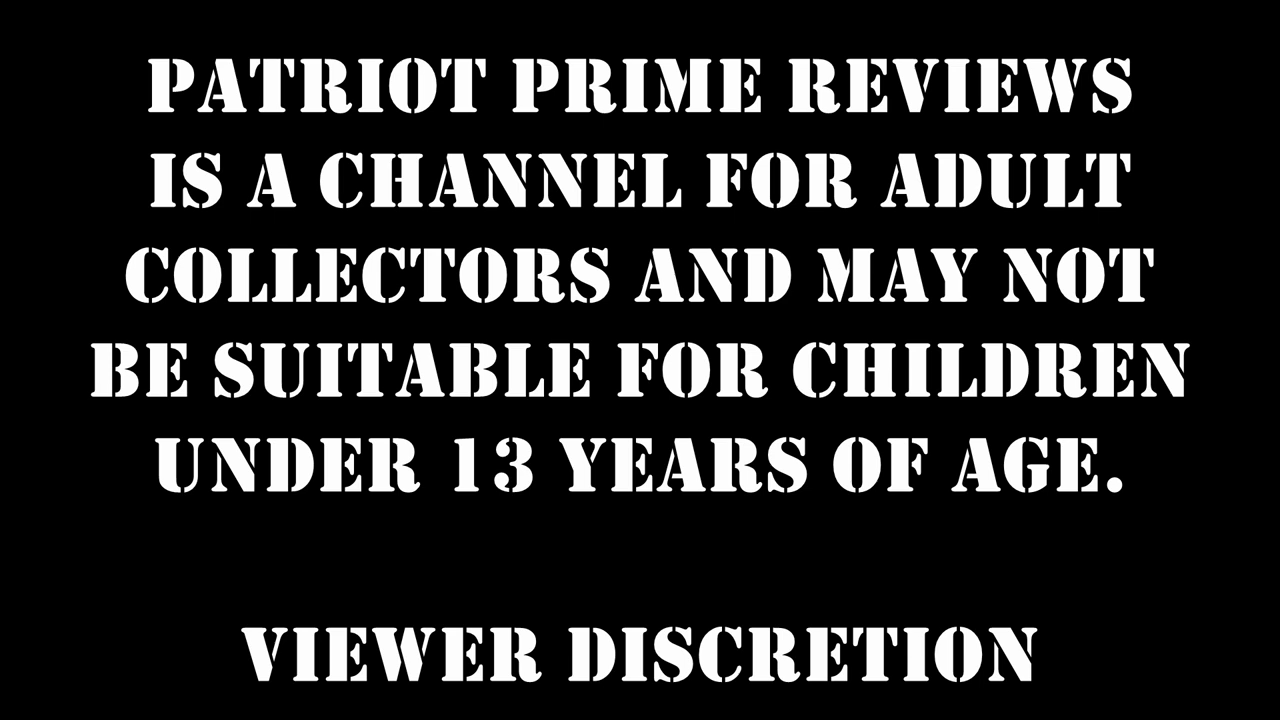 PATRIOT PRIME REVIEWS
IS A CHANNEL FOR ADULT
COLLECTORS AND MAY NOT
BE SUITABLE FOR CHILDREN
UNDER 13 YEARS OF AGE.
VIEWER DISCRETION